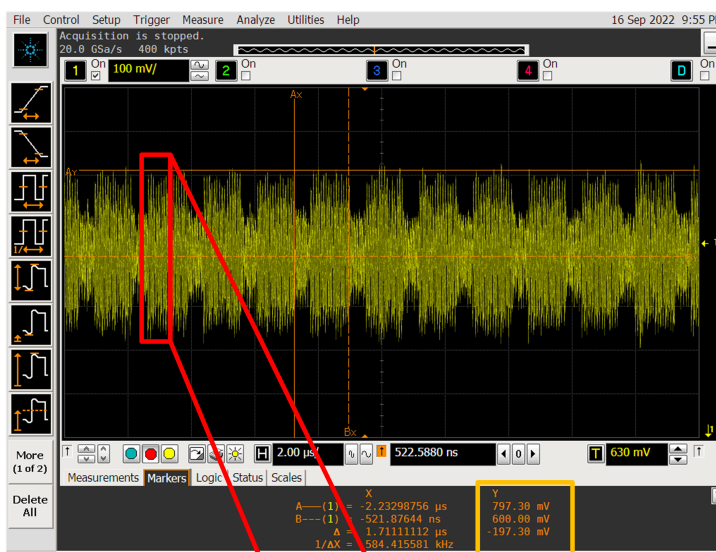 File Control Setup Trigger Measure Analyze Utilities Help 16 Sep 2022 9:55 P
Acquisition is stopped.
20.0 GSa/s 400 kpts
1 On 100 mV/ 2 On 3 On 4 On D On
Ax
Ay
1
Bx
1/
More
(1 of 2)
Delete
All
H 2.00 µs/ 522.5880 ns 0 T 630 mV
Measurements Markers Logic Status Scales
X Y
A——(1) = -2.23298756 µs 797.30 mV
B---(1) = -521.87644 ns 600.00 mV
Δ = 1.71111112 µs -197.30 mV
1/ΔX = 584.415581 kHz